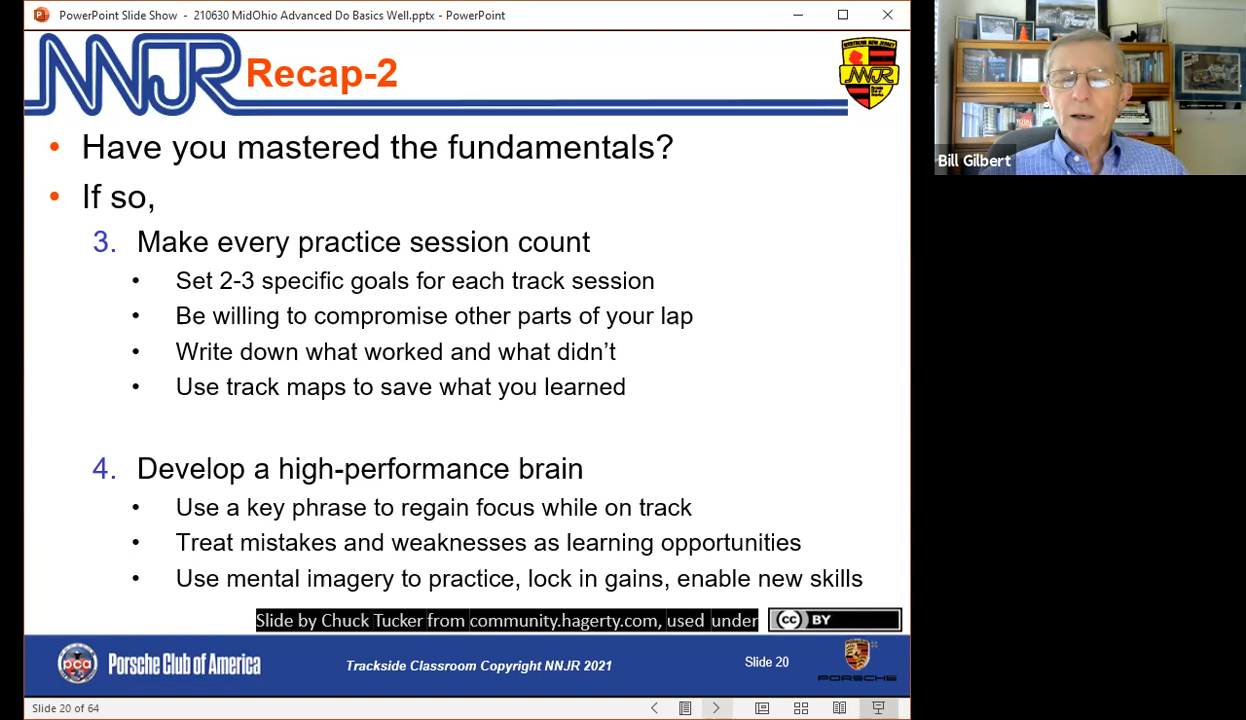 PowerPoint Slide Show - 210630 MidOhio Advanced Do Basics Well.pptx - PowerPoint
NNJR Recap-2
NNJR
Bill Gilbert
• Have you mastered the fundamentals?
• If so,
3. Make every practice session count
• Set 2-3 specific goals for each track session
• Be willing to compromise other parts of your lap
• Write down what worked and what didn't
• Use track maps to save what you learned
4. Develop a high-performance brain
• Use a key phrase to regain focus while on track
• Treat mistakes and weaknesses as learning opportunities
• Use mental imagery to practice, lock in gains, enable new skills
Slide by Chuck Tucker from community.hagerty.com, used under
cc BY
pca Porsche Club of America
Trackside Classroom Copyright NNJR 2021
Slide 20
PORSCHE
Slide 20 of 64